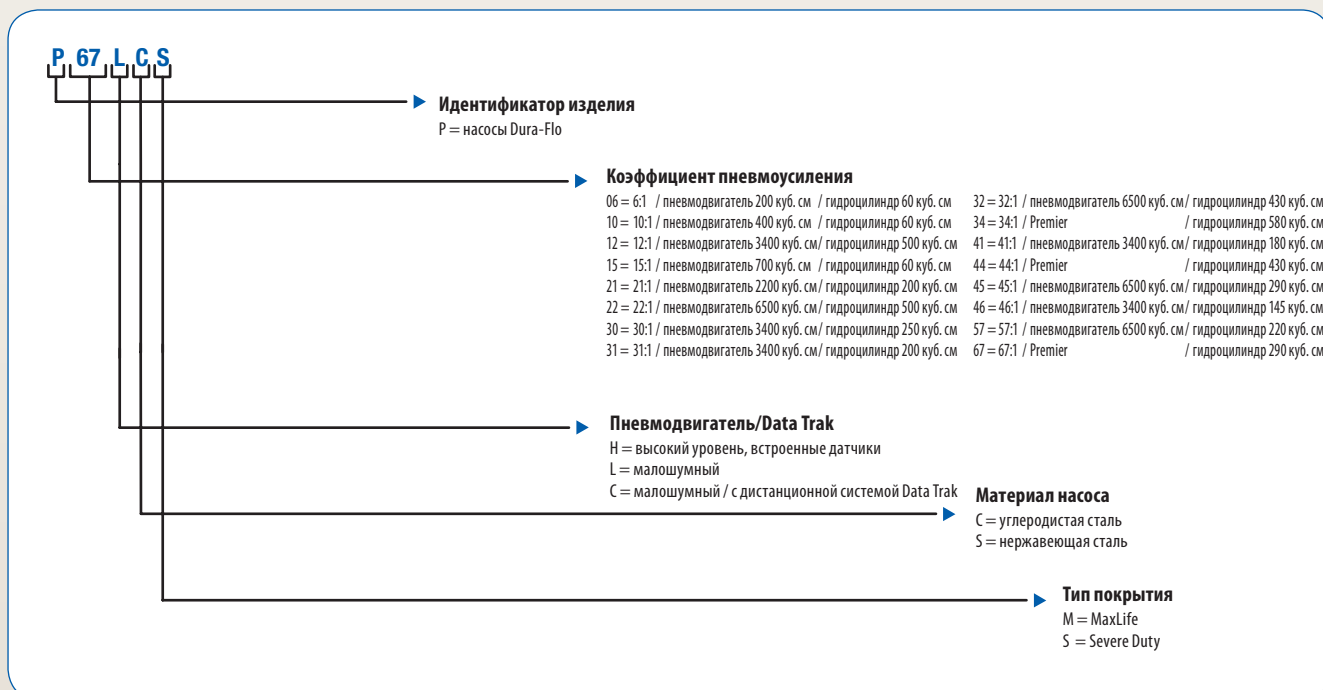 P 67 L C S
Идентификатор изделия
P = насосы Dura-Flo
Коэффициент пневмоусиления
06 = 6:1 / пневмодвигатель 200 куб. см / гидроцилиндр 60 куб. см
10 = 10:1 / пневмодвигатель 400 куб. см / гидроцилиндр 60 куб. см
12 = 12:1 / пневмодвигатель 3400 куб. см/ гидроцилиндр 500 куб. см
15 = 15:1 / пневмодвигатель 700 куб. см / гидроцилиндр 60 куб. см
21 = 21:1 / пневмодвигатель 2200 куб. см/ гидроцилиндр 200 куб. см
22 = 22:1 / пневмодвигатель 6500 куб. см/ гидроцилиндр 500 куб. см
30 = 30:1 / пневмодвигатель 3400 куб. см/ гидроцилиндр 250 куб. см
31 = 31:1 / пневмодвигатель 3400 куб. см/ гидроцилиндр 200 куб. см
32 = 32:1 / пневмодвигатель 6500 куб. см/ гидроцилиндр 430 куб. см
34 = 34:1 / Premier / гидроцилиндр 580 куб. см
41 = 41:1 / пневмодвигатель 3400 куб. см/ гидроцилиндр 180 куб. см
44 = 44:1 / Premier / гидроцилиндр 430 куб. см
45 = 45:1 / пневмодвигатель 6500 куб. см/ гидроцилиндр 290 куб. см
46 = 46:1 / пневмодвигатель 3400 куб. см/ гидроцилиндр 145 куб. см
57 = 57:1 / пневмодвигатель 6500 куб. см/ гидроцилиндр 220 куб. см
67 = 67:1 / Premier / гидроцилиндр 290 куб. см
Пневмодвигатель/Data Trak
H = высокий уровень, встроенные датчики
L = малошумный
C = малошумный / с дистанционной системой Data Trak
Материал насоса
C = углеродистая сталь
S = нержавеющая сталь
Тип покрытия
M = MaxLife
S = Severe Duty